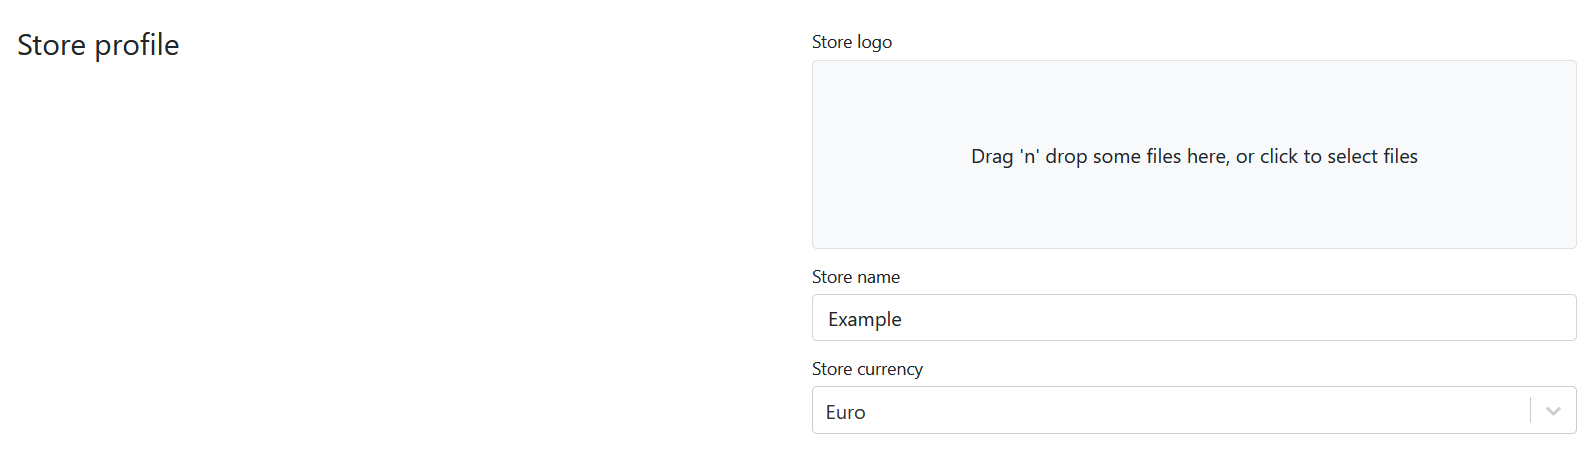 Store profile
Store logo
Drag 'n' drop some files here, or click to select files
Store name
Example
Store currency
Euro